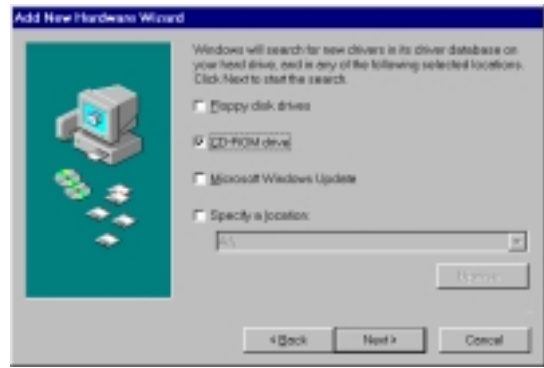 Add New Hardware Wizard
Windows will search for new drivers in its driver database on
your hard drive, and in any of the following selected locations.
Click Next to start the search.
Floppy disk drives
CD-ROM drive
Microsoft Windows Update
Specify a location:
A:\
Browse...
< Back
Next >
Cancel